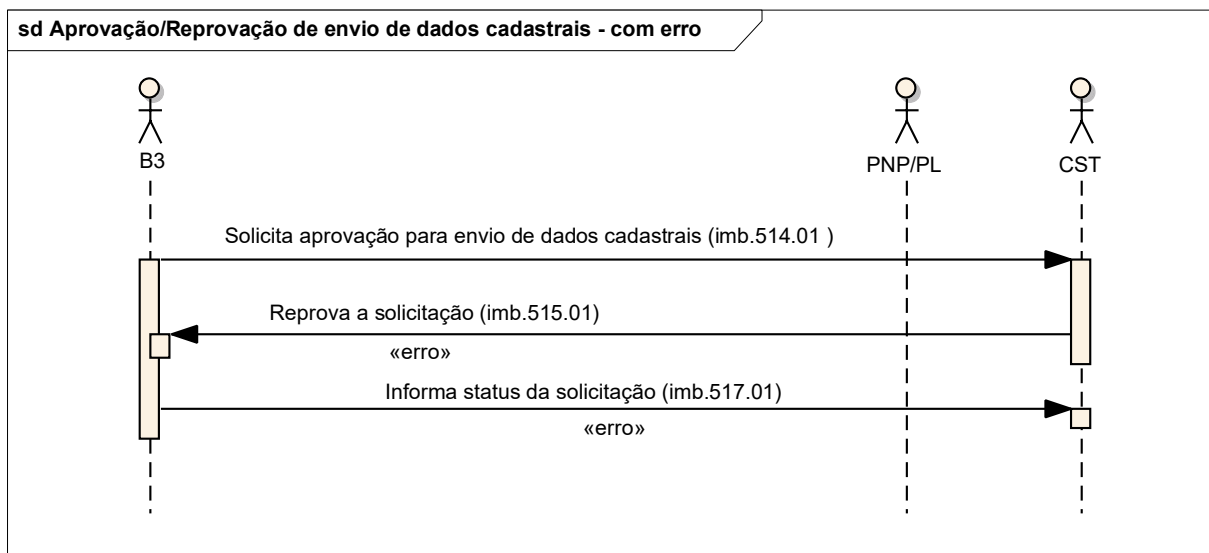 sd Aprovação/Reprovação de envio de dados cadastrais - com erro
B3
PNP/PL
CST
Solicita aprovação para envio de dados cadastrais (imb.514.01 )
Reprova a solicitação (imb.515.01)
«erro»
Informa status da solicitação (imb.517.01)
«erro»